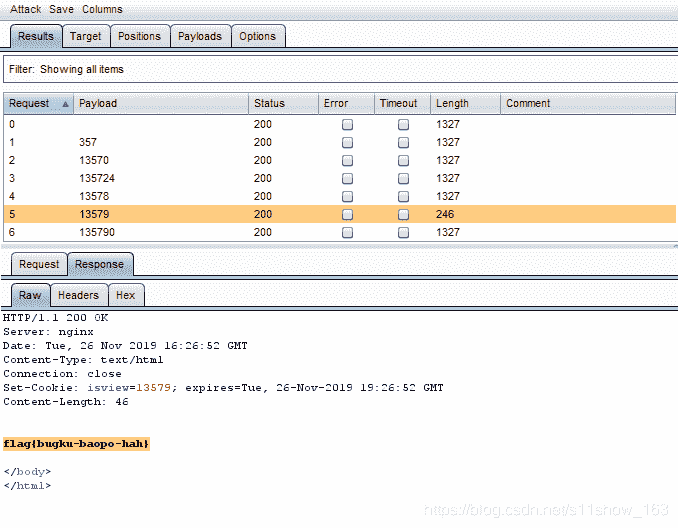 Attack Save Columns
Results Target Positions Payloads Options
Filter: Showing all items
Request Payload Status Error Timeout Length Comment
0 200 1327
1 357 200 1327
2 13570 200 1327
3 135724 200 1327
4 13578 200 1327
5 13579 200 246
6 135790 200 1327
Request Response
Raw Headers Hex
HTTP/1.1 200 OK
Server: nginx
Date: Tue, 26 Nov 2019 16:26:52 GMT
Content-Type: text/html
Connection: close
Set-Cookie: isview=13579; expires=Tue, 26-Nov-2019 19:26:52 GMT
Content-Length: 46
flag{bugku-baopo-hah}
</body>
</html>
https://blog.csdn.net/s11show_163